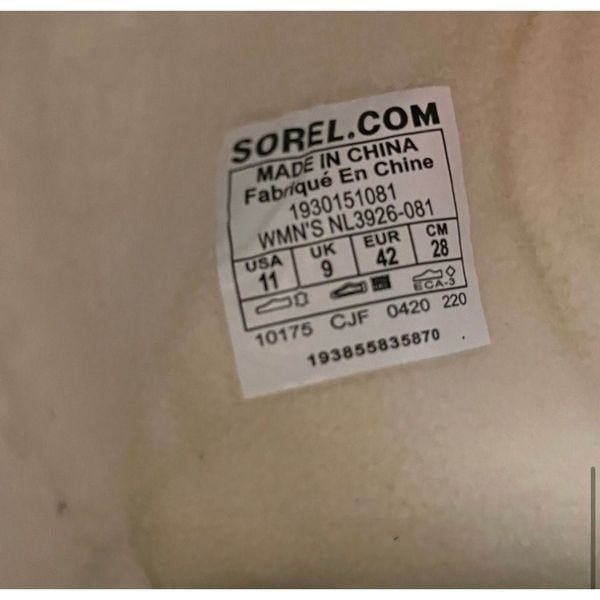 SOREL.COM
MADE IN CHINA
Fabriqué En Chine
1930151081
WMN'S NL3926-081
USA UK EUR CM
11 9 42 28
ECA-3
10175 CJF 0420 220
193855835870